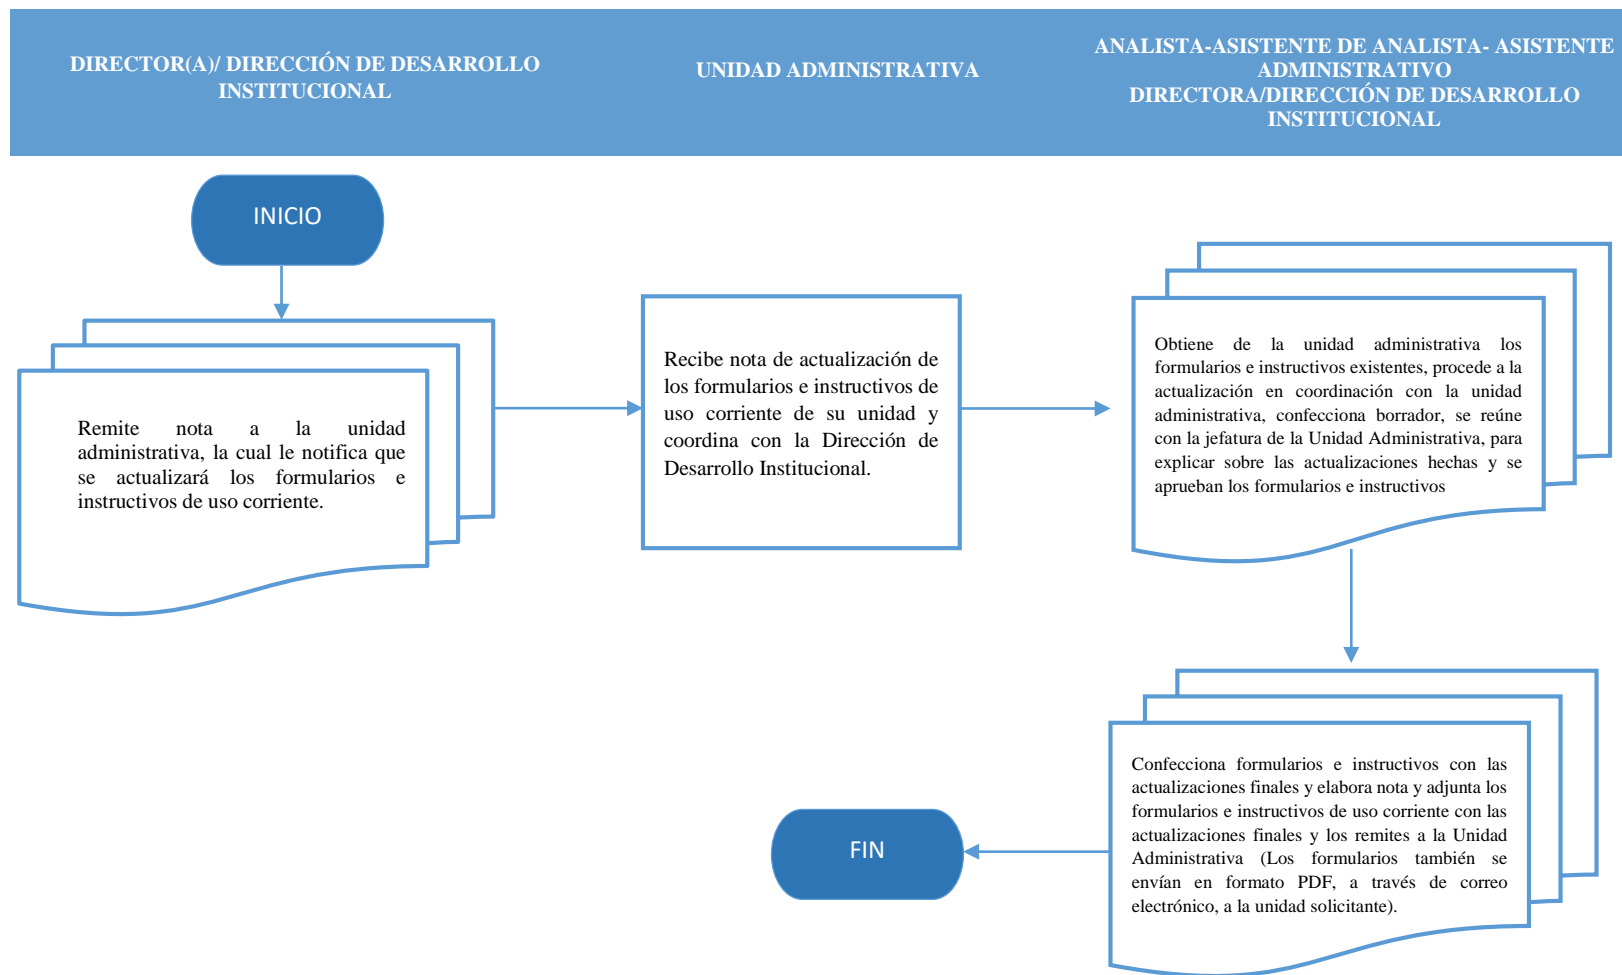 DIRECTOR(A)/ DIRECCIÓN DE DESARROLLO
INSTITUCIONAL
UNIDAD ADMINISTRATIVA
ANALISTA-ASISTENTE DE ANALISTA- ASISTENTE
ADMINISTRATIVO
DIRECTORA/DIRECCIÓN DE DESARROLLO
INSTITUCIONAL
INICIO
Remite nota a la unidad
administrativa, la cual le notifica que
se actualizará los formularios e
instructivos de uso corriente.
Recibe nota de actualización de
los formularios e instructivos de
uso corriente de su unidad y
coordina con la Dirección de
Desarrollo Institucional.
Obtiene de la unidad administrativa los
formularios e instructivos existentes, procede a la
actualización en coordinación con la unidad
administrativa, confecciona borrador, se reúne
con la jefatura de la Unidad Administrativa, para
explicar sobre las actualizaciones hechas y se
aprueban los formularios e instructivos
Confecciona formularios e instructivos con las
actualizaciones finales y elabora nota y adjunta los
formularios e instructivos de uso corriente con las
actualizaciones finales y los remites a la Unidad
Administrativa (Los formularios también se
envían en formato PDF, a través de correo
electrónico, a la unidad solicitante).
FIN